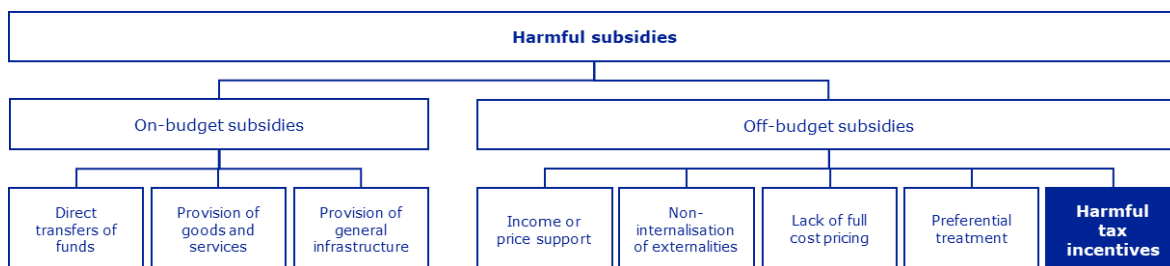 Harmful subsidies
On-budget subsidies
Off-budget subsidies
Direct
transfers of
funds
Provision of
goods and
services
Provision of
general
infrastructure
Income or
price support
Non-
internalisation
of externalities
Lack of full
cost pricing
Preferential
treatment
Harmful
tax
incentives